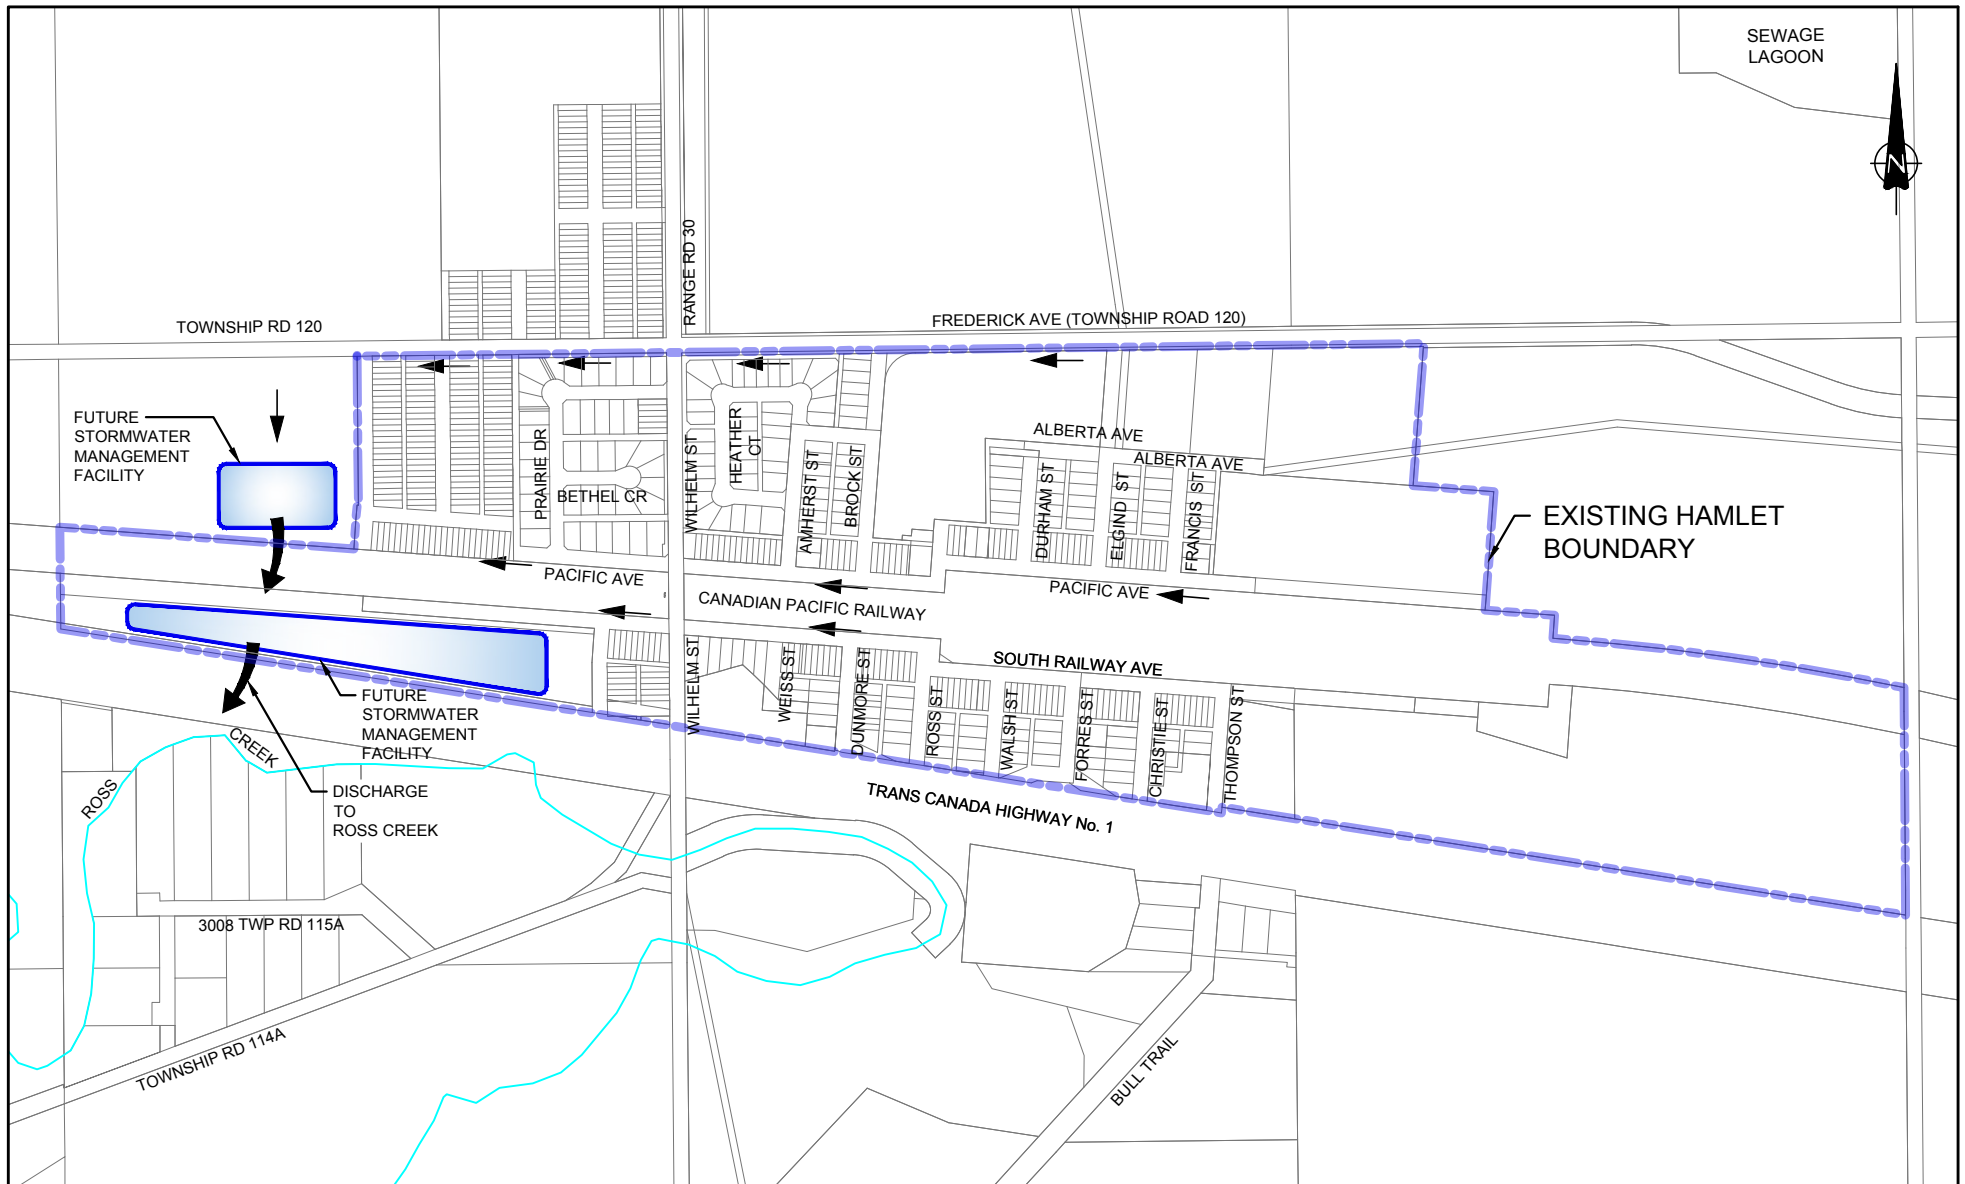 SEWAGE
LAGOON
N
RANGE RD 30
TOWNSHIP RD 120
FREDERICK AVE (TOWNSHIP ROAD 120)
FUTURE
STORMWATER
MANAGEMENT
FACILITY
PRAIRIE DR
BETHEL CR
WILHELM ST
HEATHER
CT
AMHERST ST
BROCK ST
ALBERTA AVE
ALBERTA AVE
DURHAM ST
ELGIND ST
FRANCIS ST
EXISTING HAMLET
BOUNDARY
PACIFIC AVE
PACIFIC AVE
CANADIAN PACIFIC RAILWAY
SOUTH RAILWAY AVE
WILHELM ST
WEISS ST
DUNMORE ST
ROSS ST
WALSH ST
FORRES ST
CHRISTIE ST
THOMPSON ST
FUTURE
STORMWATER
MANAGEMENT
FACILITY
ROSS
CREEK
DISCHARGE
TO
ROSS CREEK
TRANS CANADA HIGHWAY No. 1
3008 TWP RD 115A
TOWNSHIP RD 114A
BULL TRAIL